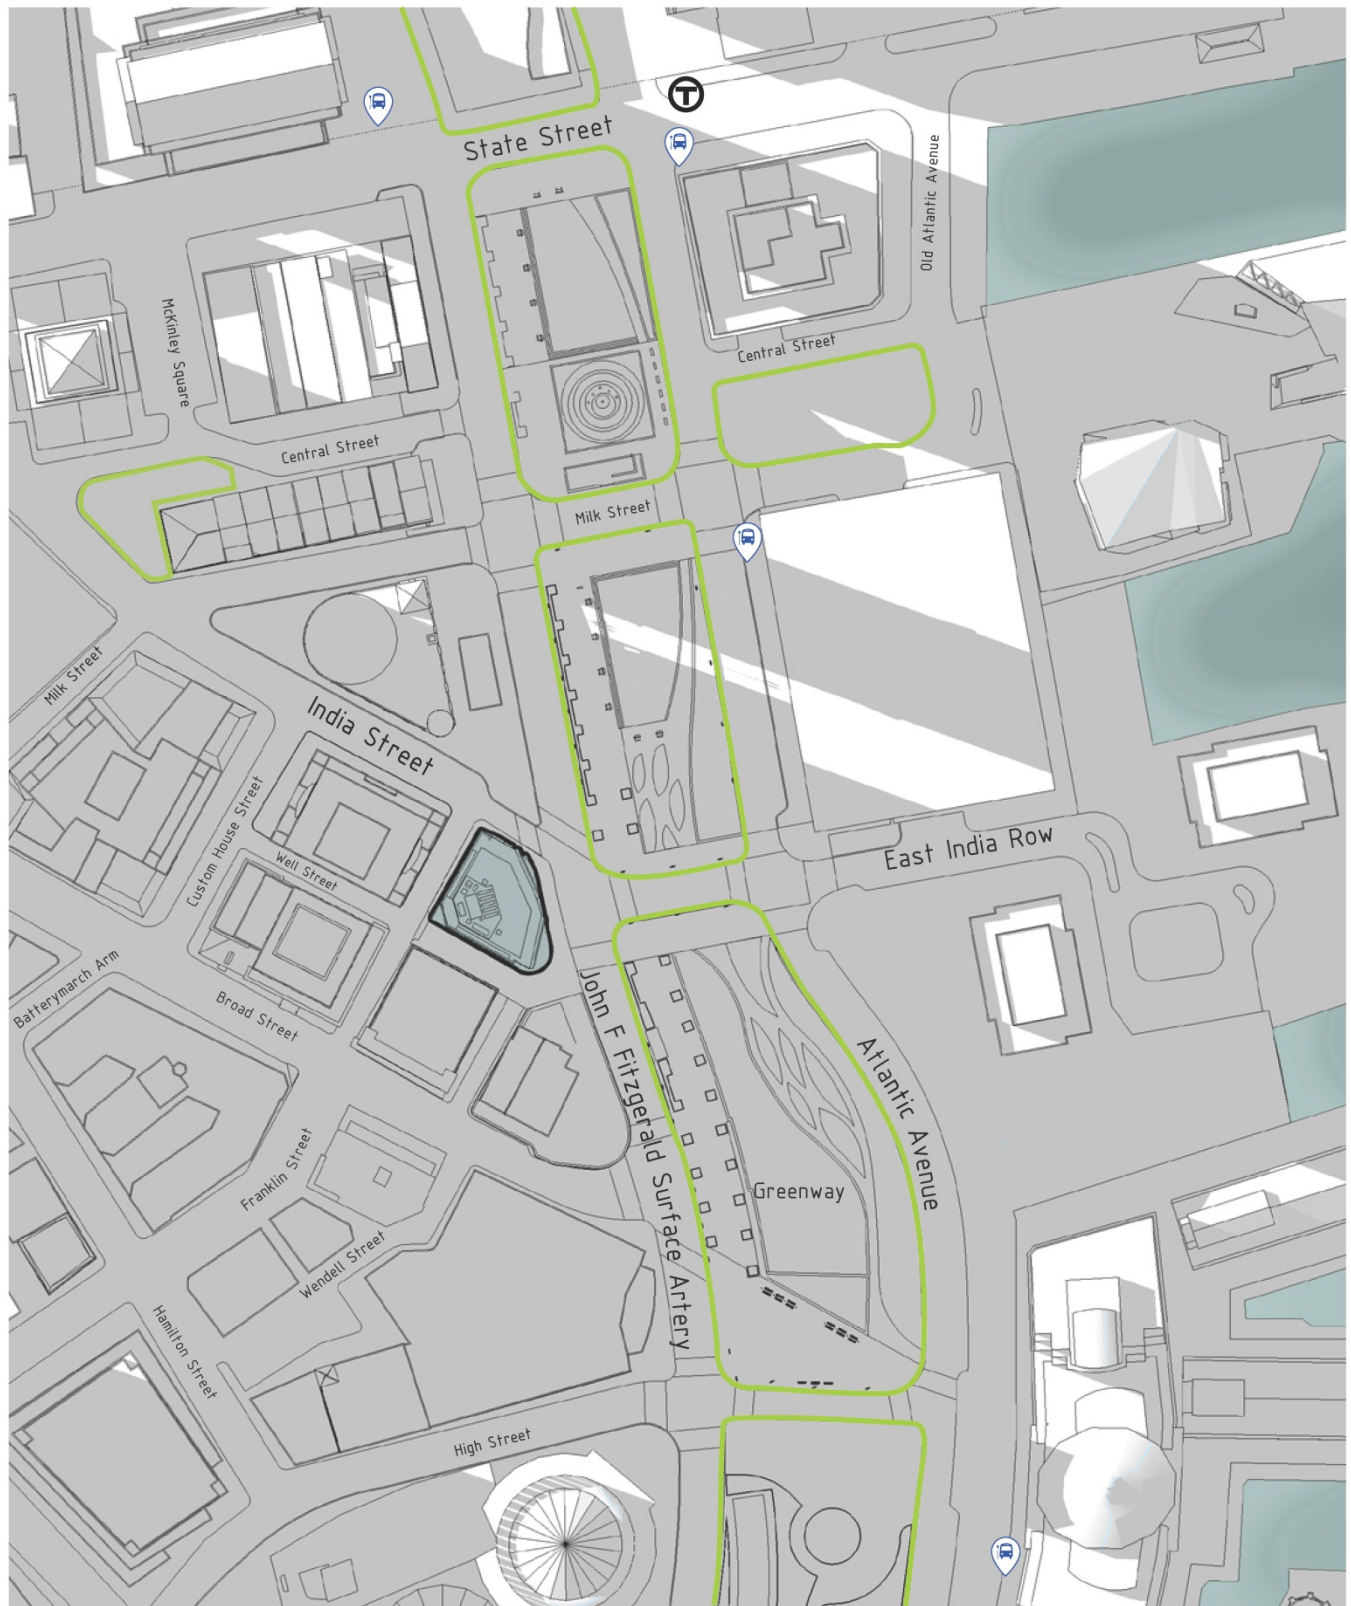 T
State Street
Old Atlantic Avenue
McKinley Square
Central Street
Central Street
Milk Street
Milk Street
India Street
Custom House Street
Well Street
East India Row
Batterymarch Arm
Broad Street
John F Fitzgerald Surface Artery
Atlantic Avenue
Franklin Street
Greenway
Wendell Street
Hamilton Street
High Street